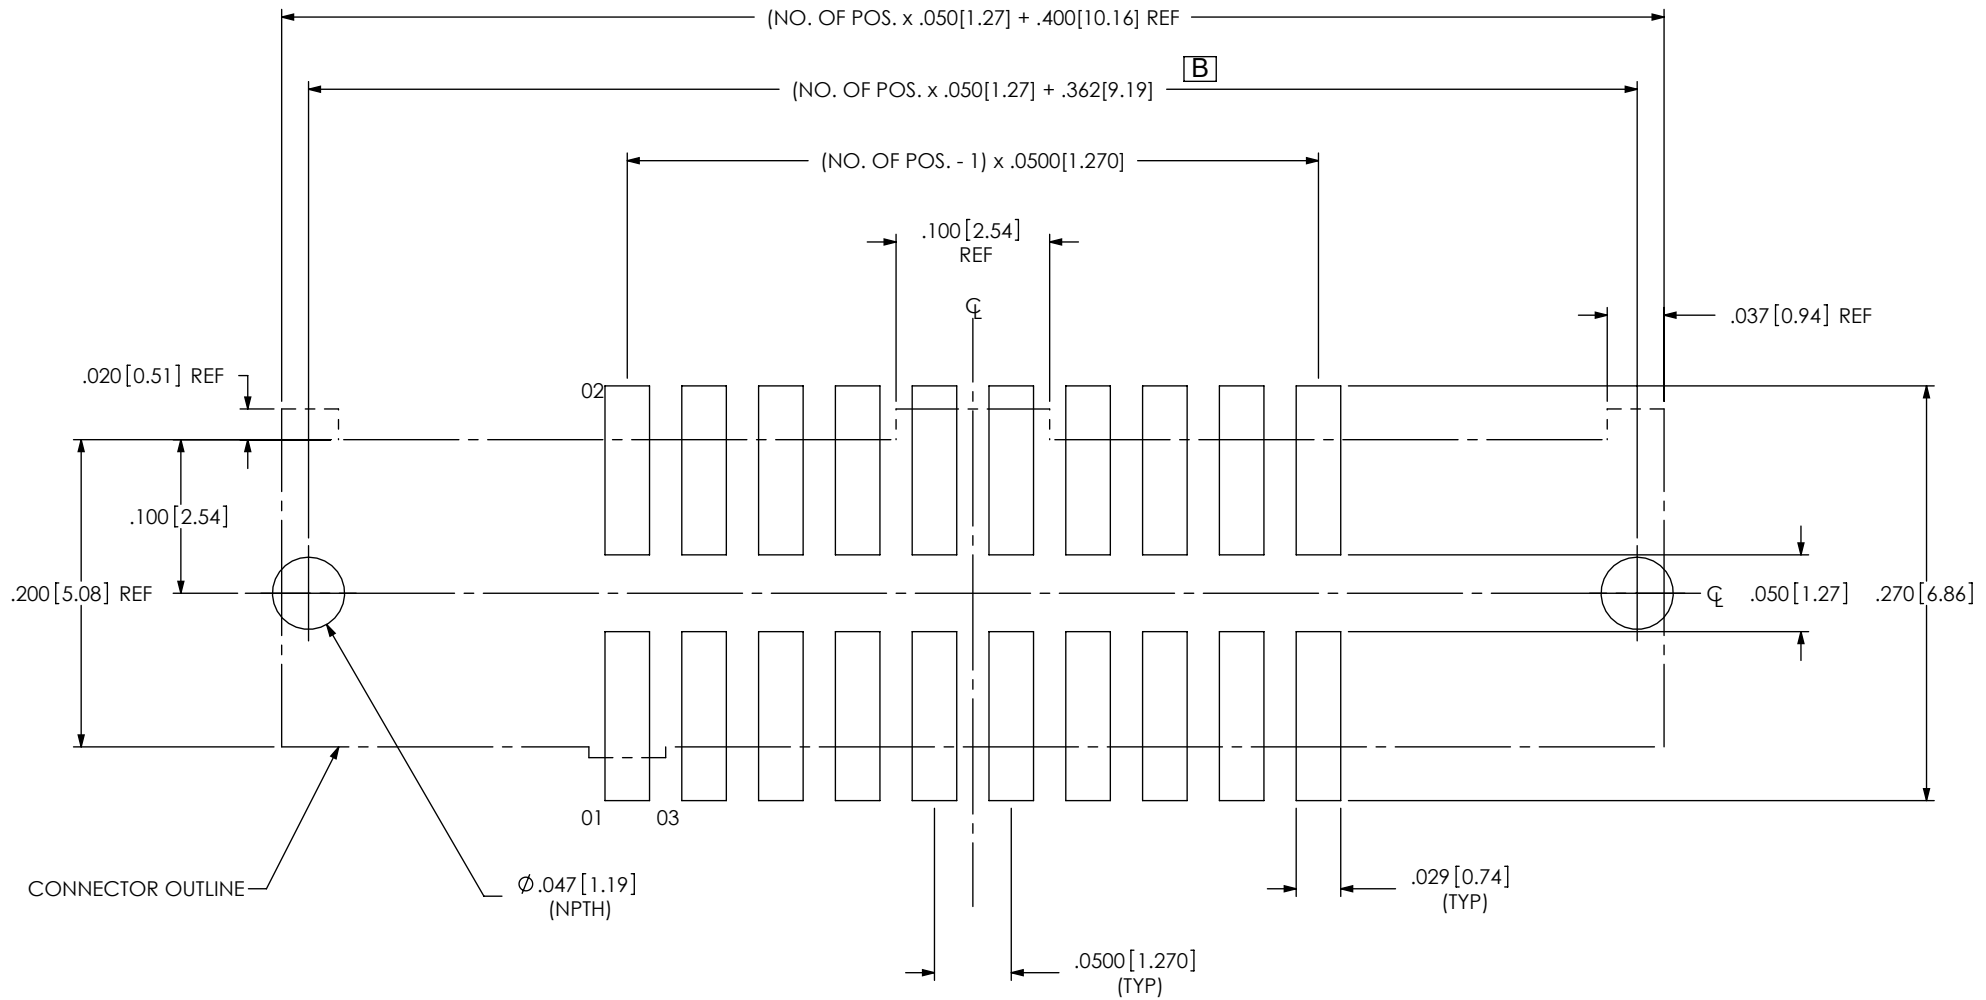 (NO. OF POS. x .050[1.27] + .400[10.16] REF
B
(NO. OF POS. x .050[1.27] + .362[9.19]
(NO. OF POS. - 1) x .0500[1.270]
.100[2.54]
REF
℄
.037[0.94] REF
.020[0.51] REF
02
.100[2.54]
.200[5.08] REF
℄
.050[1.27]
.270[6.86]
01
03
CONNECTOR OUTLINE
Ø.047[1.19]
(NPTH)
.029[0.74]
(TYP)
.0500[1.270]
(TYP)